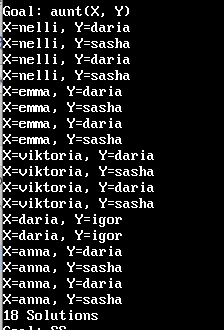 Goal: aunt(X, Y)
X=nelli, Y=daria
X=nelli, Y=sasha
X=nelli, Y=daria
X=nelli, Y=sasha
X=emma, Y=daria
X=emma, Y=sasha
X=emma, Y=daria
X=emma, Y=sasha
X=viktoria, Y=daria
X=viktoria, Y=sasha
X=viktoria, Y=daria
X=viktoria, Y=sasha
X=daria, Y=igor
X=daria, Y=igor
X=anna, Y=daria
X=anna, Y=sasha
X=anna, Y=daria
X=anna, Y=sasha
18 Solutions
Goal: